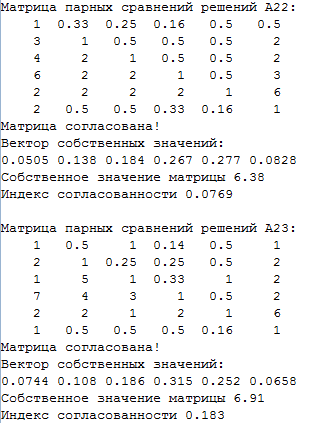 Матрица парных сравнений решений A22:
1 0.33 0.25 0.16 0.5 0.5
3 1 0.5 0.5 0.5 2
4 2 1 0.5 0.5 2
6 2 2 1 0.5 3
2 2 2 2 1 6
2 0.5 0.5 0.33 0.16 1
Матрица согласована!
Вектор собственных значений:
0.0505 0.138 0.184 0.267 0.277 0.0828
Собственное значение матрицы 6.38
Индекс согласованности 0.0769
Матрица парных сравнений решений A23:
1 0.5 1 0.14 0.5 1
2 1 0.25 0.25 0.5 2
1 5 1 0.33 1 2
7 4 3 1 0.5 2
2 2 1 2 1 6
1 0.5 0.5 0.5 0.16 1
Матрица согласована!
Вектор собственных значений:
0.0744 0.108 0.186 0.315 0.252 0.0658
Собственное значение матрицы 6.91
Индекс согласованности 0.183